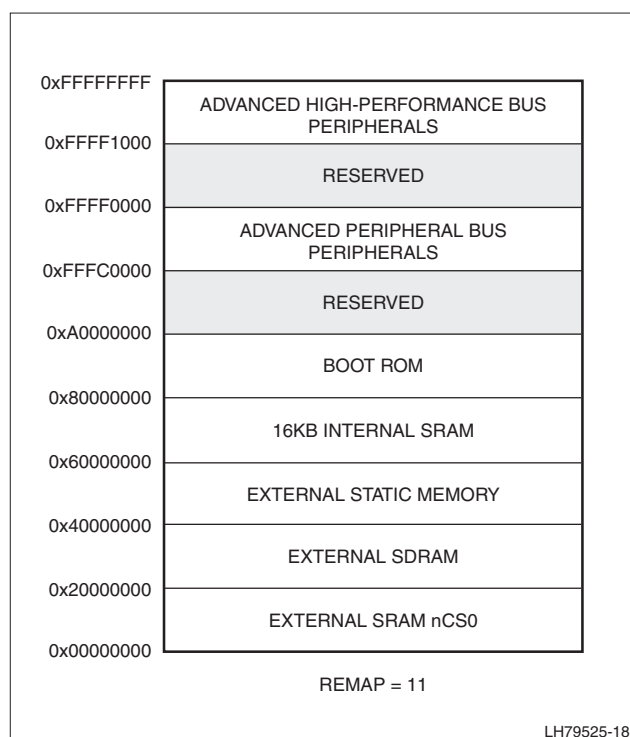 0xFFFFFFFF
ADVANCED HIGH-PERFORMANCE BUS
PERIPHERALS
0xFFFF1000
RESERVED
0xFFFF0000
ADVANCED PERIPHERAL BUS
PERIPHERALS
0xFFFC0000
RESERVED
0xA0000000
BOOT ROM
0x80000000
16KB INTERNAL SRAM
0x60000000
EXTERNAL STATIC MEMORY
0x40000000
EXTERNAL SDRAM
0x20000000
EXTERNAL SRAM nCS0
0x00000000
REMAP = 11
LH79525-18